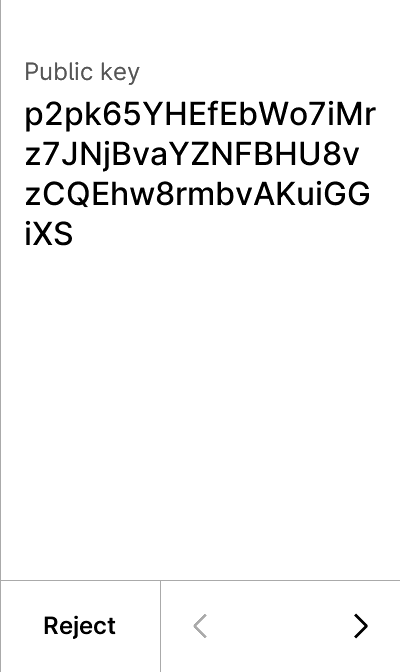 Public key
p2pk65YHEfEbWo7iMr
z7JNjBvaYZNFBHU8v
zCQEhw8rmbvAKuiGG
iXS
Reject